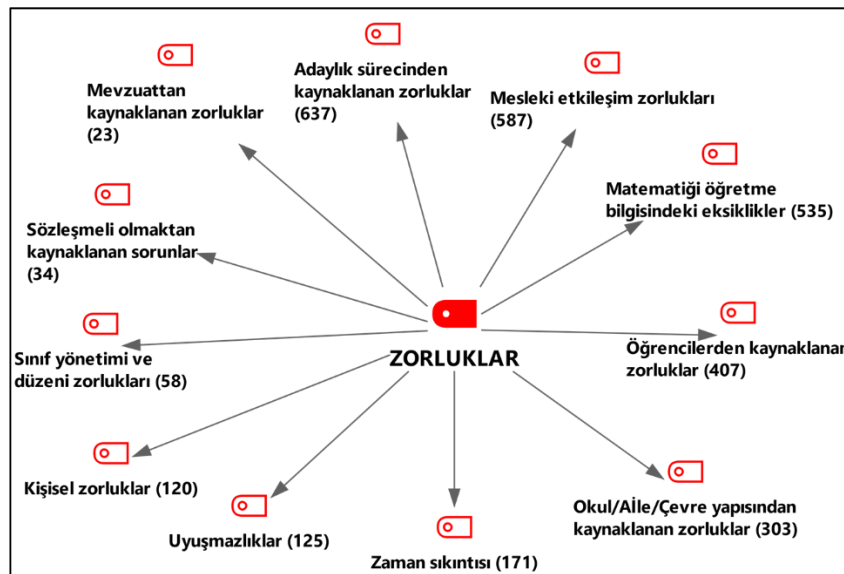 Adaylık sürecinden
kaynaklanan zorluklar
(637)
Mesleki etkileşim zorlukları
(587)
Matematiği öğretme
bilgisindeki eksiklikler (535)
Öğrencilerden kaynaklanan
zorluklar (407)
Okul/Aİle/Çevre yapısından
kaynaklanan zorluklar (303)
Zaman sıkıntısı (171)
Uyuşmazlıklar (125)
Kişisel zorluklar (120)
Sınıf yönetimi ve
düzeni zorlukları (58)
Sözleşmeli olmaktan
kaynaklanan sorunlar
(34)
Mevzuattan
kaynaklanan zorluklar
(23)
ZORLUKLAR